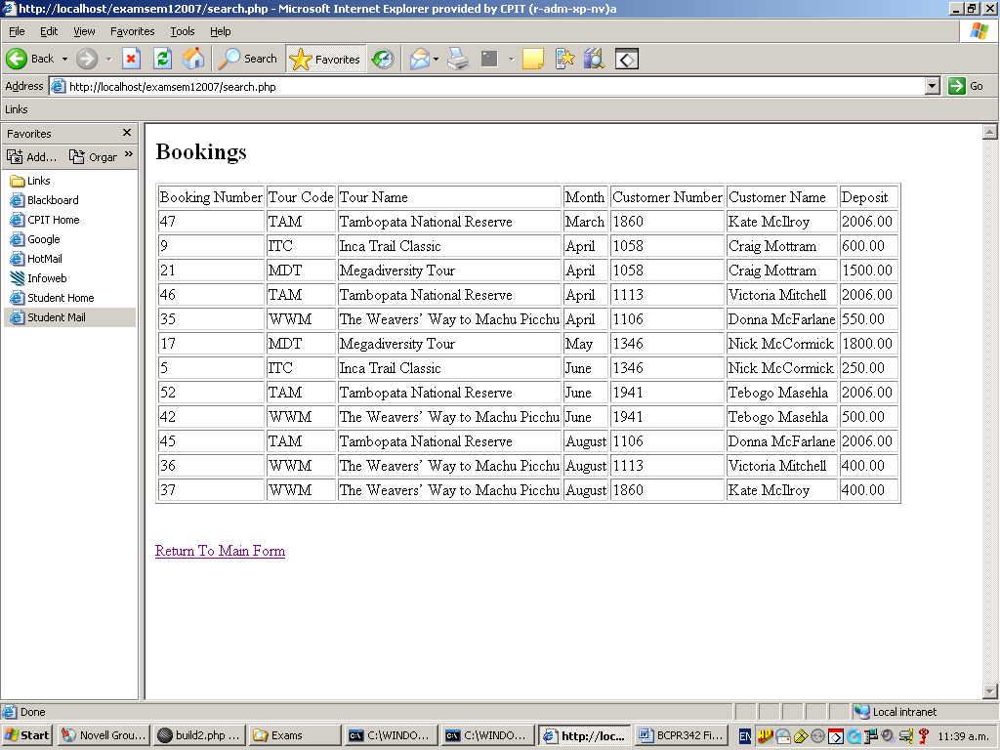 http://localhost/examsem12007/search.php - Microsoft Internet Explorer provided by CPIT (r-adm-xp-nv)a
File Edit View Favorites Tools Help
Back Search Favorites
Address http://localhost/examsem12007/search.php Go
Links
Favorites
Add... Organ
Links
Blackboard
CPIT Home
Google
HotMail
Infoweb
Student Home
Student Mail
Bookings
Booking Number Tour Code Tour Name Month Customer Number Customer Name Deposit
47 TAM Tambopata National Reserve March 1860 Kate McIlroy 2006.00
9 ITC Inca Trail Classic April 1058 Craig Mottram 600.00
21 MDT Megadiversity Tour April 1058 Craig Mottram 1500.00
46 TAM Tambopata National Reserve April 1113 Victoria Mitchell 2006.00
35 WWM The Weavers’ Way to Machu Picchu April 1106 Donna McFarlane 550.00
17 MDT Megadiversity Tour May 1346 Nick McCormick 1800.00
5 ITC Inca Trail Classic June 1346 Nick McCormick 250.00
52 TAM Tambopata National Reserve June 1941 Tebogo Masehla 2006.00
42 WWM The Weavers’ Way to Machu Picchu June 1941 Tebogo Masehla 500.00
45 TAM Tambopata National Reserve August 1106 Donna McFarlane 2006.00
36 WWM The Weavers’ Way to Machu Picchu August 1113 Victoria Mitchell 400.00
37 WWM The Weavers’ Way to Machu Picchu August 1860 Kate McIlroy 400.00
Return To Main Form
Done Local intranet
Start Novell Grou... build2.php ... Exams C:\WINDO... C:\WINDO... http://loc... BCPR342 Fi... EN 11:39 a.m.